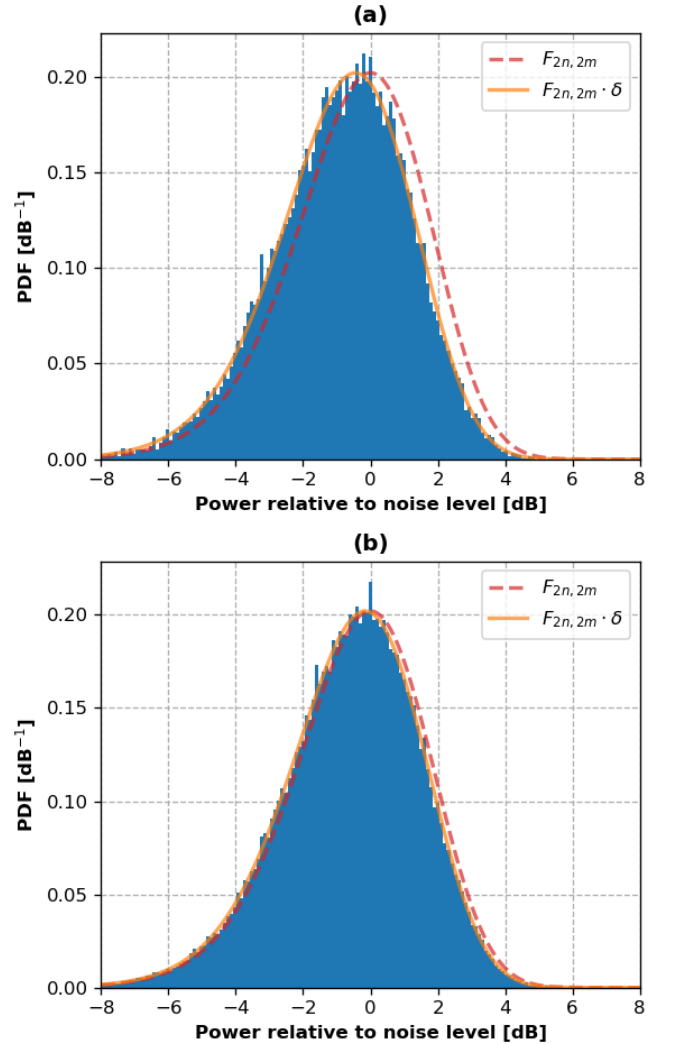 (a)
F2n, 2m
F2n, 2m · δ
PDF [dB−1]
0.20
0.15
0.10
0.05
0.00
−8 −6 −4 −2 0 2 4 6 8
Power relative to noise level [dB]
(b)
F2n, 2m
F2n, 2m · δ
PDF [dB−1]
0.20
0.15
0.10
0.05
0.00
−8 −6 −4 −2 0 2 4 6 8
Power relative to noise level [dB]